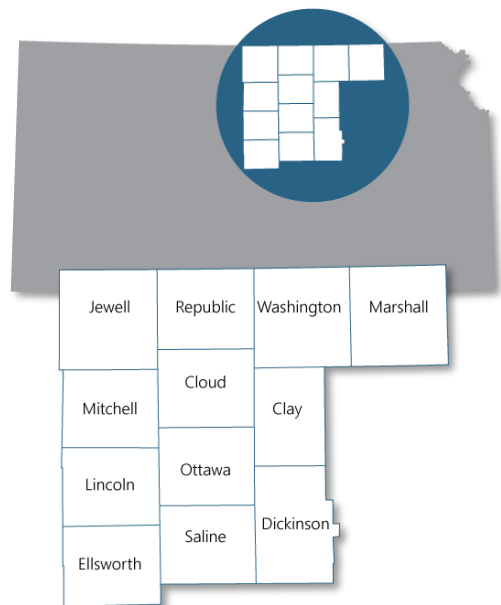 Jewell
Republic
Washington
Marshall
Cloud
Mitchell
Clay
Ottawa
Lincoln
Dickinson
Saline
Ellsworth